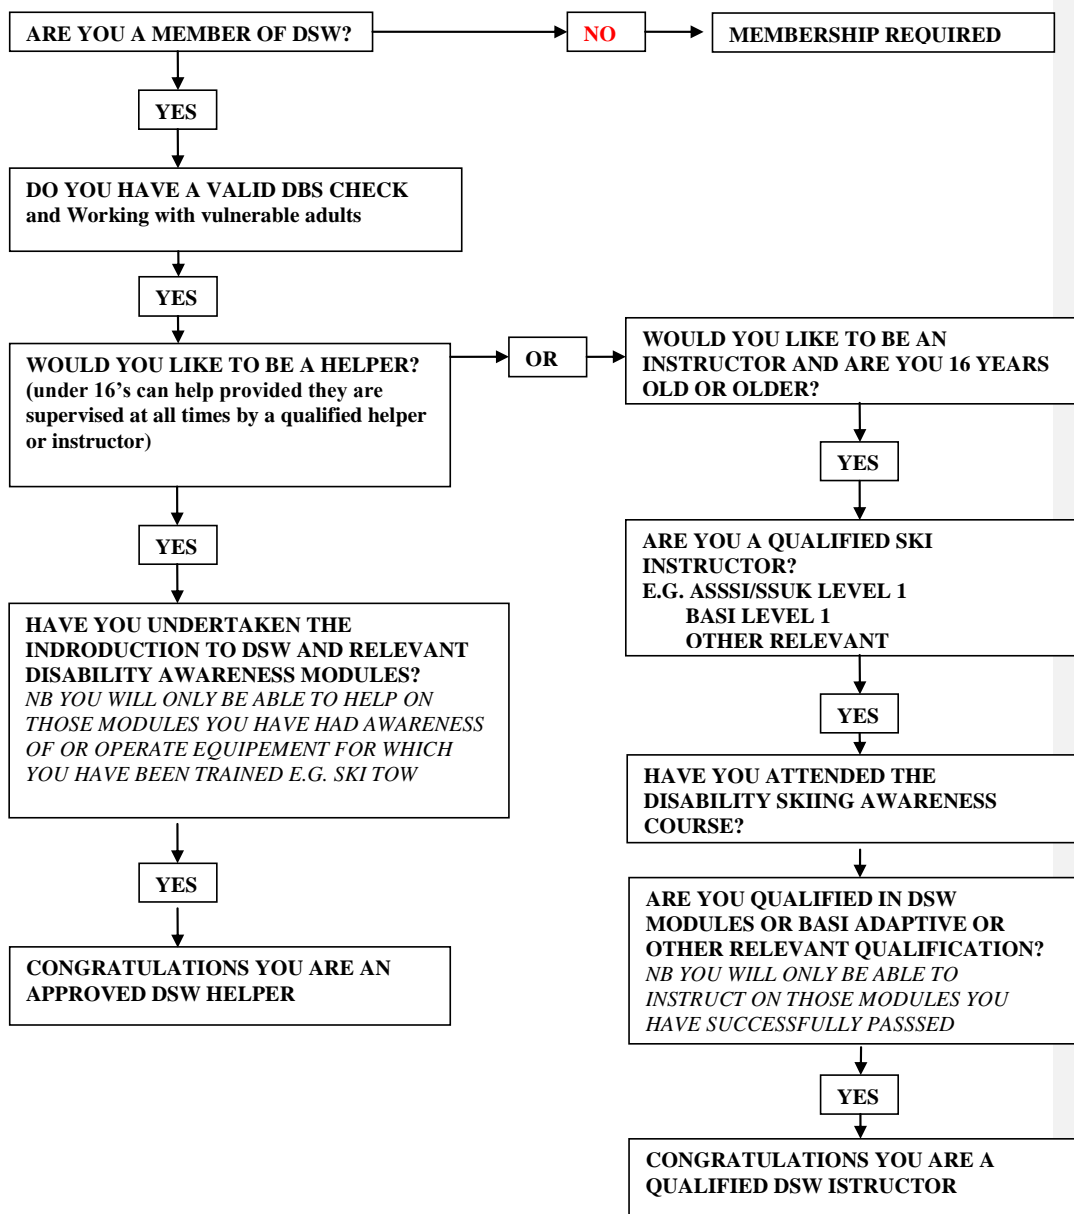 ARE YOU A MEMBER OF DSW?
NO
MEMBERSHIP REQUIRED
YES
DO YOU HAVE A VALID DBS CHECK
and Working with vulnerable adults
YES
WOULD YOU LIKE TO BE A HELPER?
(under 16's can help provided they are
supervised at all times by a qualified helper
or instructor)
OR
WOULD YOU LIKE TO BE AN
INSTRUCTOR AND ARE YOU 16 YEARS
OLD OR OLDER?
YES
HAVE YOU UNDERTAKEN THE
INDRODUCTION TO DSW AND RELEVANT
DISABILITY AWARENESS MODULES?
NB YOU WILL ONLY BE ABLE TO HELP ON
THOSE MODULES YOU HAVE HAD AWARENESS
OF OR OPERATE EQUIPEMENT FOR WHICH
YOU HAVE BEEN TRAINED E.G. SKI TOW
YES
CONGRATULATIONS YOU ARE AN
APPROVED DSW HELPER
YES
ARE YOU A QUALIFIED SKI
INSTRUCTOR?
E.G. ASSSI/SSUK LEVEL 1
BASI LEVEL 1
OTHER RELEVANT
YES
HAVE YOU ATTENDED THE
DISABILITY SKIING AWARENESS
COURSE?
ARE YOU QUALIFIED IN DSW
MODULES OR BASI ADAPTIVE OR
OTHER RELEVANT QUALIFICATION?
NB YOU WILL ONLY BE ABLE TO
INSTRUCT ON THOSE MODULES YOU
HAVE SUCCESSFULLY PASSSED
YES
CONGRATULATIONS YOU ARE A
QUALIFIED DSW ISTRUCTOR